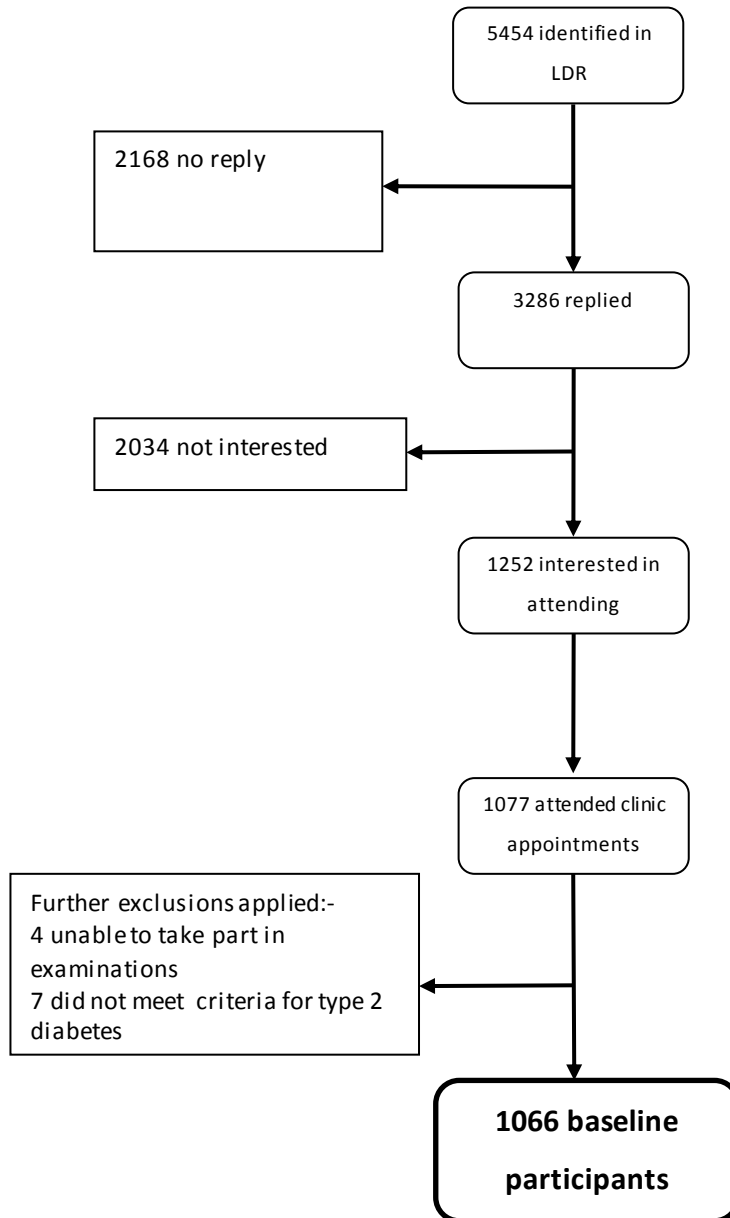 5454 identified in
LDR
2168 no reply
3286 replied
2034 not interested
1252 interested in
attending
1077 attended clinic
appointments
Further exclusions applied:-
4 unable to take part in
examinations
7 did not meet criteria for type 2
diabetes
1066 baseline
participants